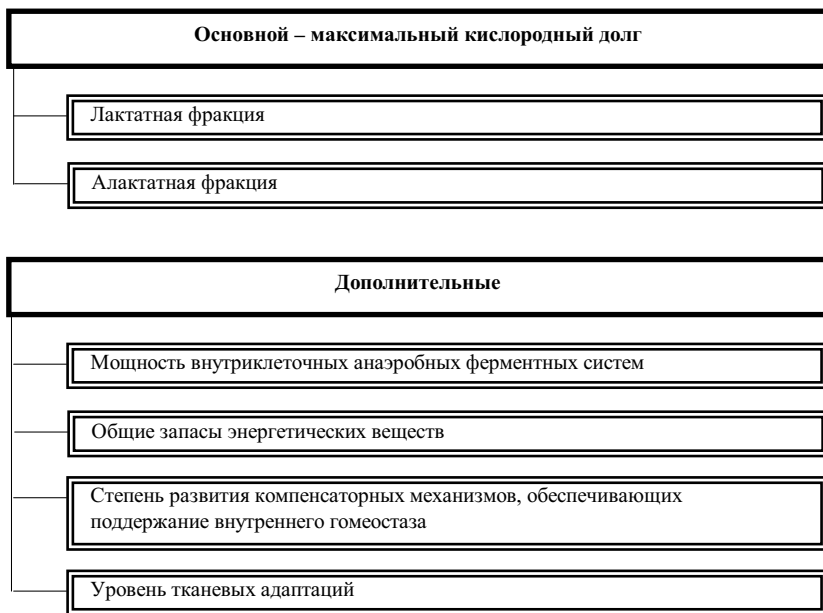 Основной – максимальный кислородный долг
Лактатная фракция
Алактатная фракция
Дополнительные
Мощность внутриклеточных анаэробных ферментных систем
Общие запасы энергетических веществ
Степень развития компенсаторных механизмов, обеспечивающих
поддержание внутреннего гомеостаза
Уровень тканевых адаптаций